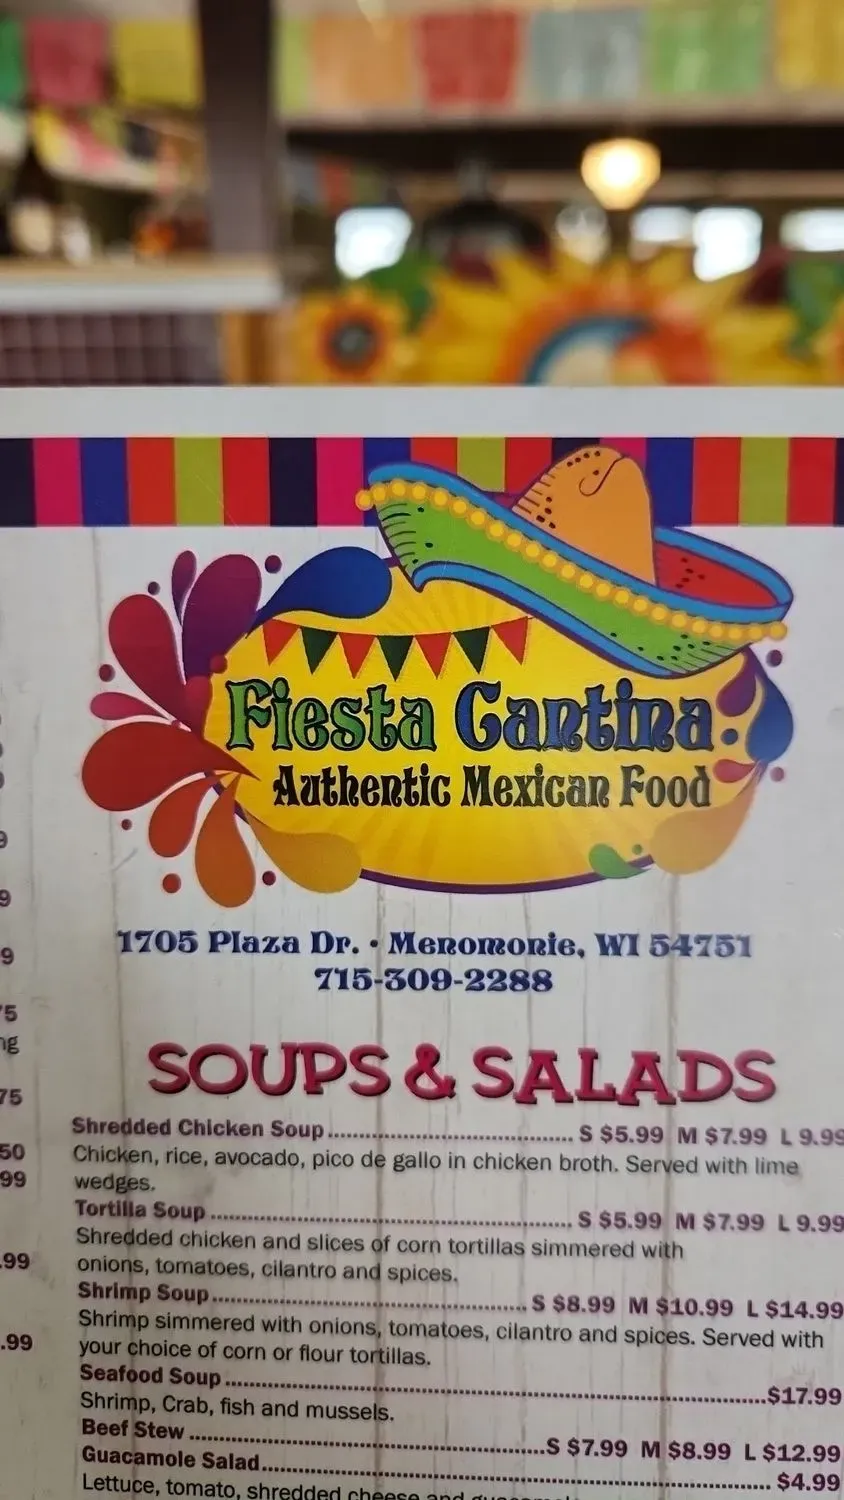 Fiesta Cantina
Authentic Mexican Food
1705 Plaza Dr. • Menomonie, WI 54751
715-309-2288
SOUPS & SALADS
Shredded Chicken Soup.......................................... S $5.99 M $7.99 L 9.99
Chicken, rice, avocado, pico de gallo in chicken broth. Served with lime
wedges.
Tortilla Soup .............................................................. S $5.99 M $7.99 L 9.99
Shredded chicken and slices of corn tortillas simmered with
onions, tomatoes, cilantro and spices.
Shrimp Soup..................................................... S $8.99 M $10.99 L $14.99
Shrimp simmered with onions, tomatoes, cilantro and spices. Served with
your choice of corn or flour tortillas.
Seafood Soup ............................................................................................$17.99
Shrimp, Crab, fish and mussels.
Beef Stew ............................................................S $7.99 M $8.99 L $12.99
Guacamole Salad...................................................................................... $4.99
Lettuce, tomato, shredded cheese and